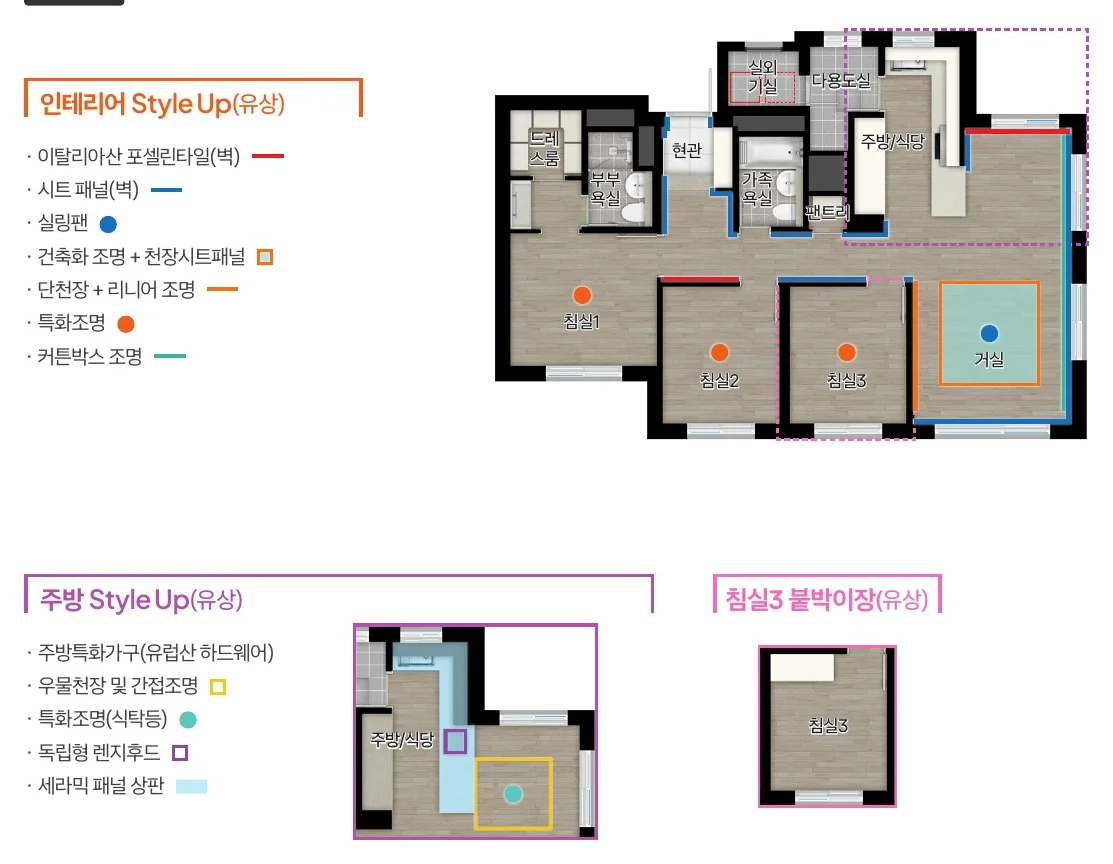 인테리어 Style Up(유상)
· 이탈리아산 포셀린타일(벽)
· 시트 패널(벽)
· 실링팬
· 건축화 조명 + 천장시트패널
· 단천장 + 리니어 조명
· 특화조명
· 커튼박스 조명
실외
기실
다용도실
드레
스룸
부부
욕실
현관
가족
욕실
팬트리
주방/식당
침실1
침실2
침실3
거실
주방 Style Up(유상)
· 주방특화가구(유럽산 하드웨어)
· 우물천장 및 간접조명
· 특화조명(식탁등)
· 독립형 렌지후드
· 세라믹 패널 상판
주방/식당
침실3 붙박이장(유상)
침실3